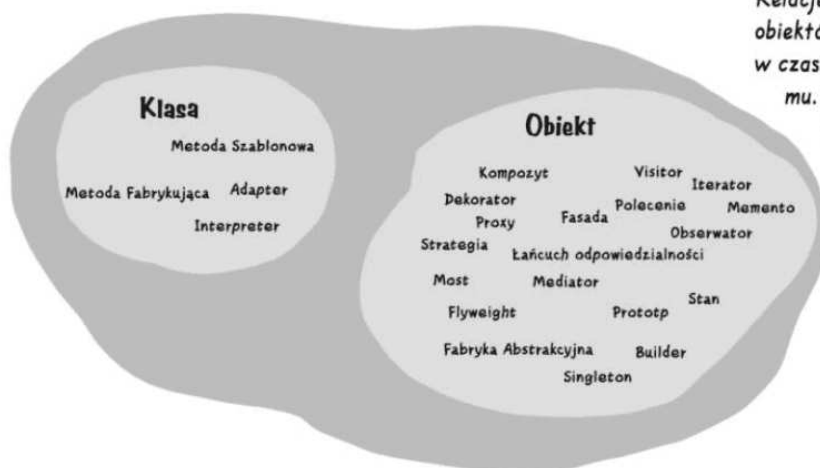 Relacje
obiektó
w czas
mu.
Klasa
Metoda Szablonowa
Metoda Fabrykująca Adapter
Interpreter
Obiekt
Kompozyt Visitor
Iterator
Dekorator Polecenie Memento
Proxy Fasada
Obserwator
Strategia Łańcuch odpowiedzialności
Most Mediator
Stan
Flyweight Prototp
Fabryka Abstrakcyjna Builder
Singleton